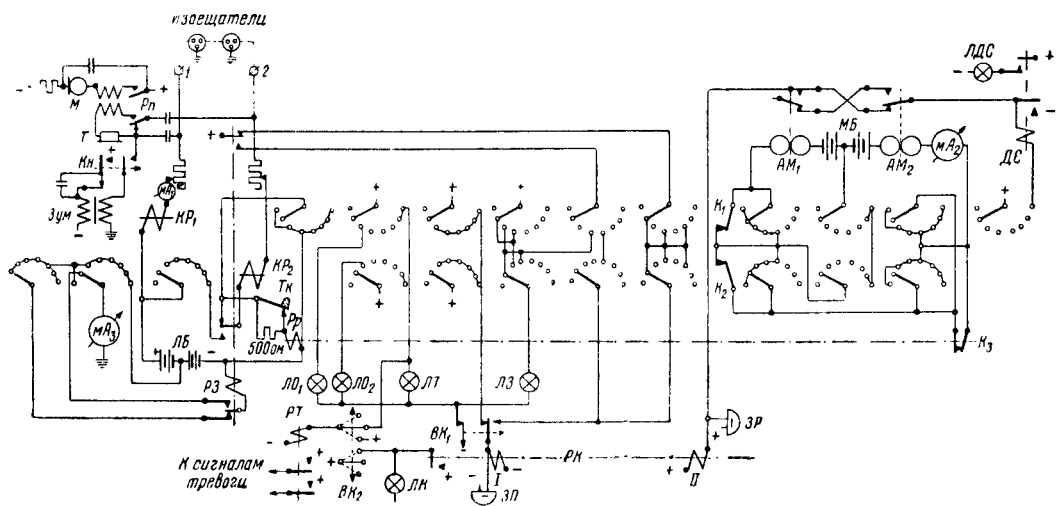 извещатели
1
2
М
Рп
Т
Кн
Зум
мА₁
КР₁
КР₂
Тк
Рр
500ом
мА₃
ЛБ
РЗ
ЛО₁
ЛО₂
ЛТ
ЛЗ
РТ
ВК₁
ВК₂
К сигналам
тревоги
ЛК
I
ЗП
РК
II
ЗР
ЛДС
ДС
МБ
АМ₁
АМ₂
мА₂
К₁
К₂
К₃